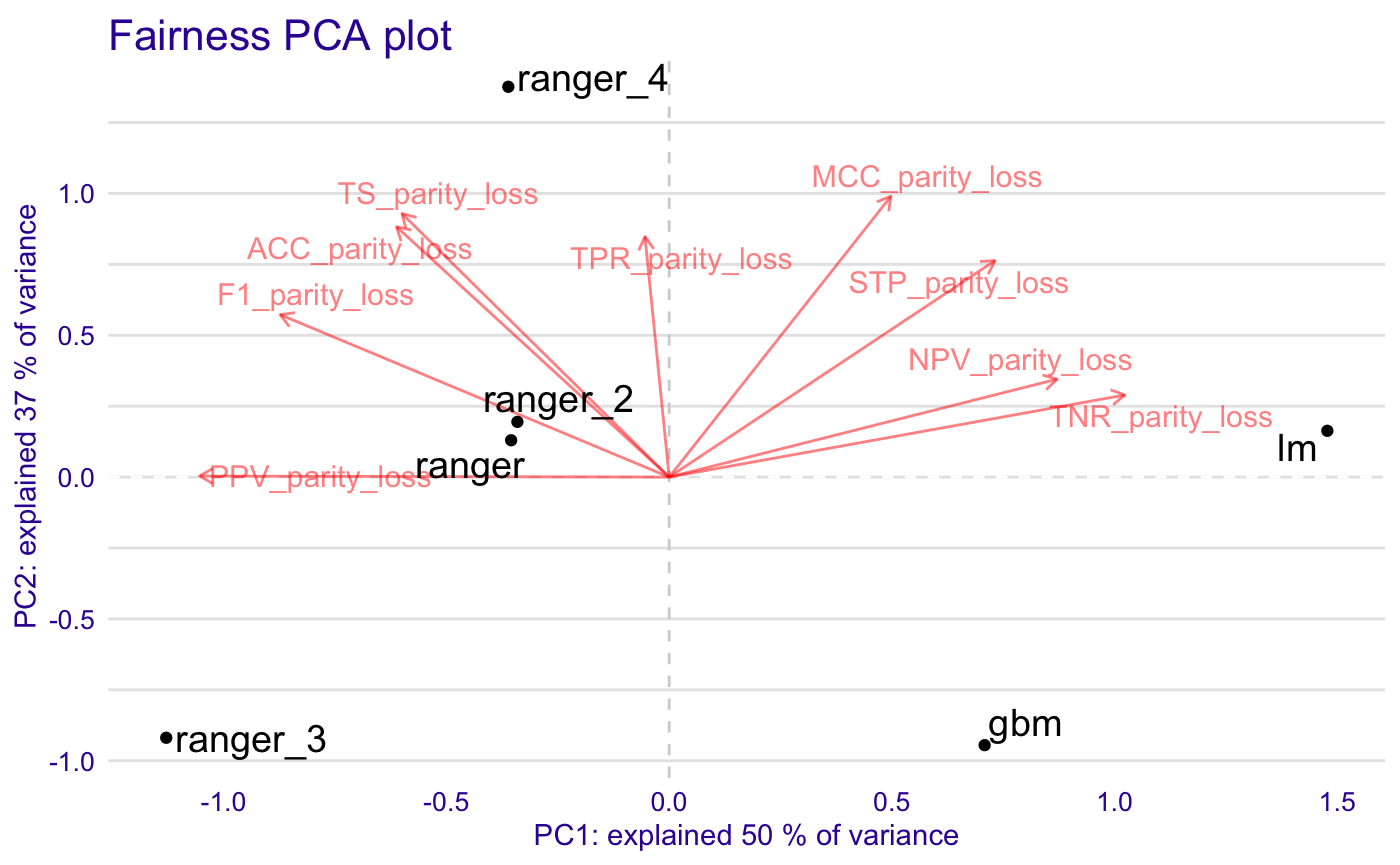 Fairness PCA plot
ranger_4
MCC_parity_loss
TS_parity_loss
ACC_parity_loss
TPR_parity_loss
STP_parity_loss
F1_parity_loss
NPV_parity_loss
ranger_2
TNR_parity_loss
lm
ranger
PPV_parity_loss
gbm
ranger_3
1.0
0.5
0.0
-0.5
-1.0
PC2: explained 37 % of variance
-1.0 -0.5 0.0 0.5 1.0 1.5
PC1: explained 50 % of variance